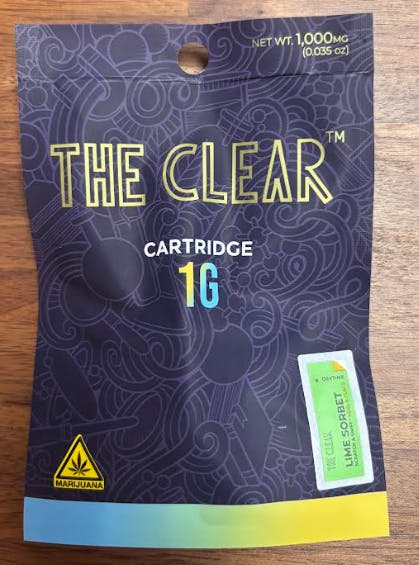 NET WT. 1,000MG
(0.035 oz)
THE CLEAR™
CARTRIDGE
1G
THE CLEAR
LIME SORBET
MARIJUANA